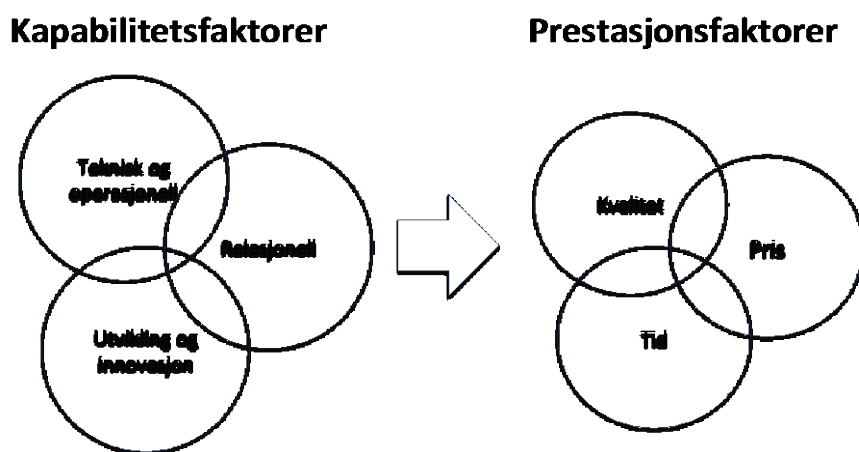 Kapabilitetsfaktorer
Prestasjonsfaktorer
Teknisk og
operasjonell
Relasjonell
Utvikling og
innovasjon
Kvalitet
Pris
Tid